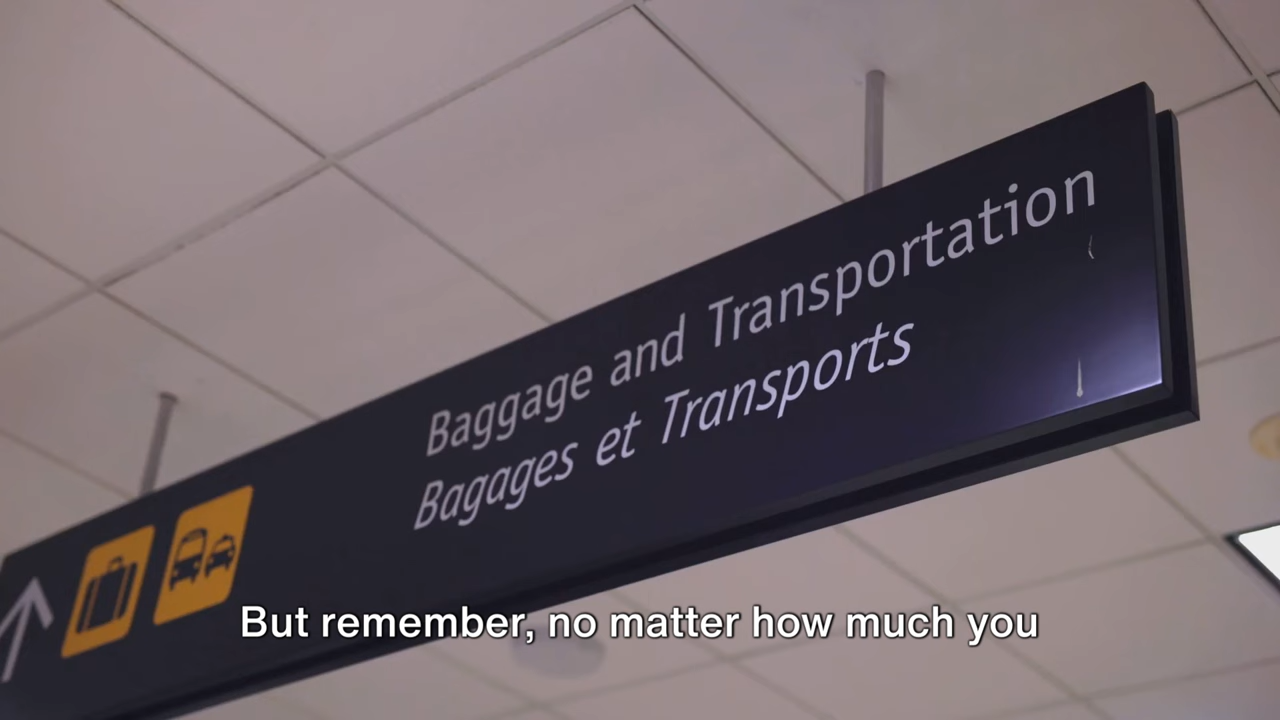 Baggage and Transportation
Bagages et Transports
But remember, no matter how much you